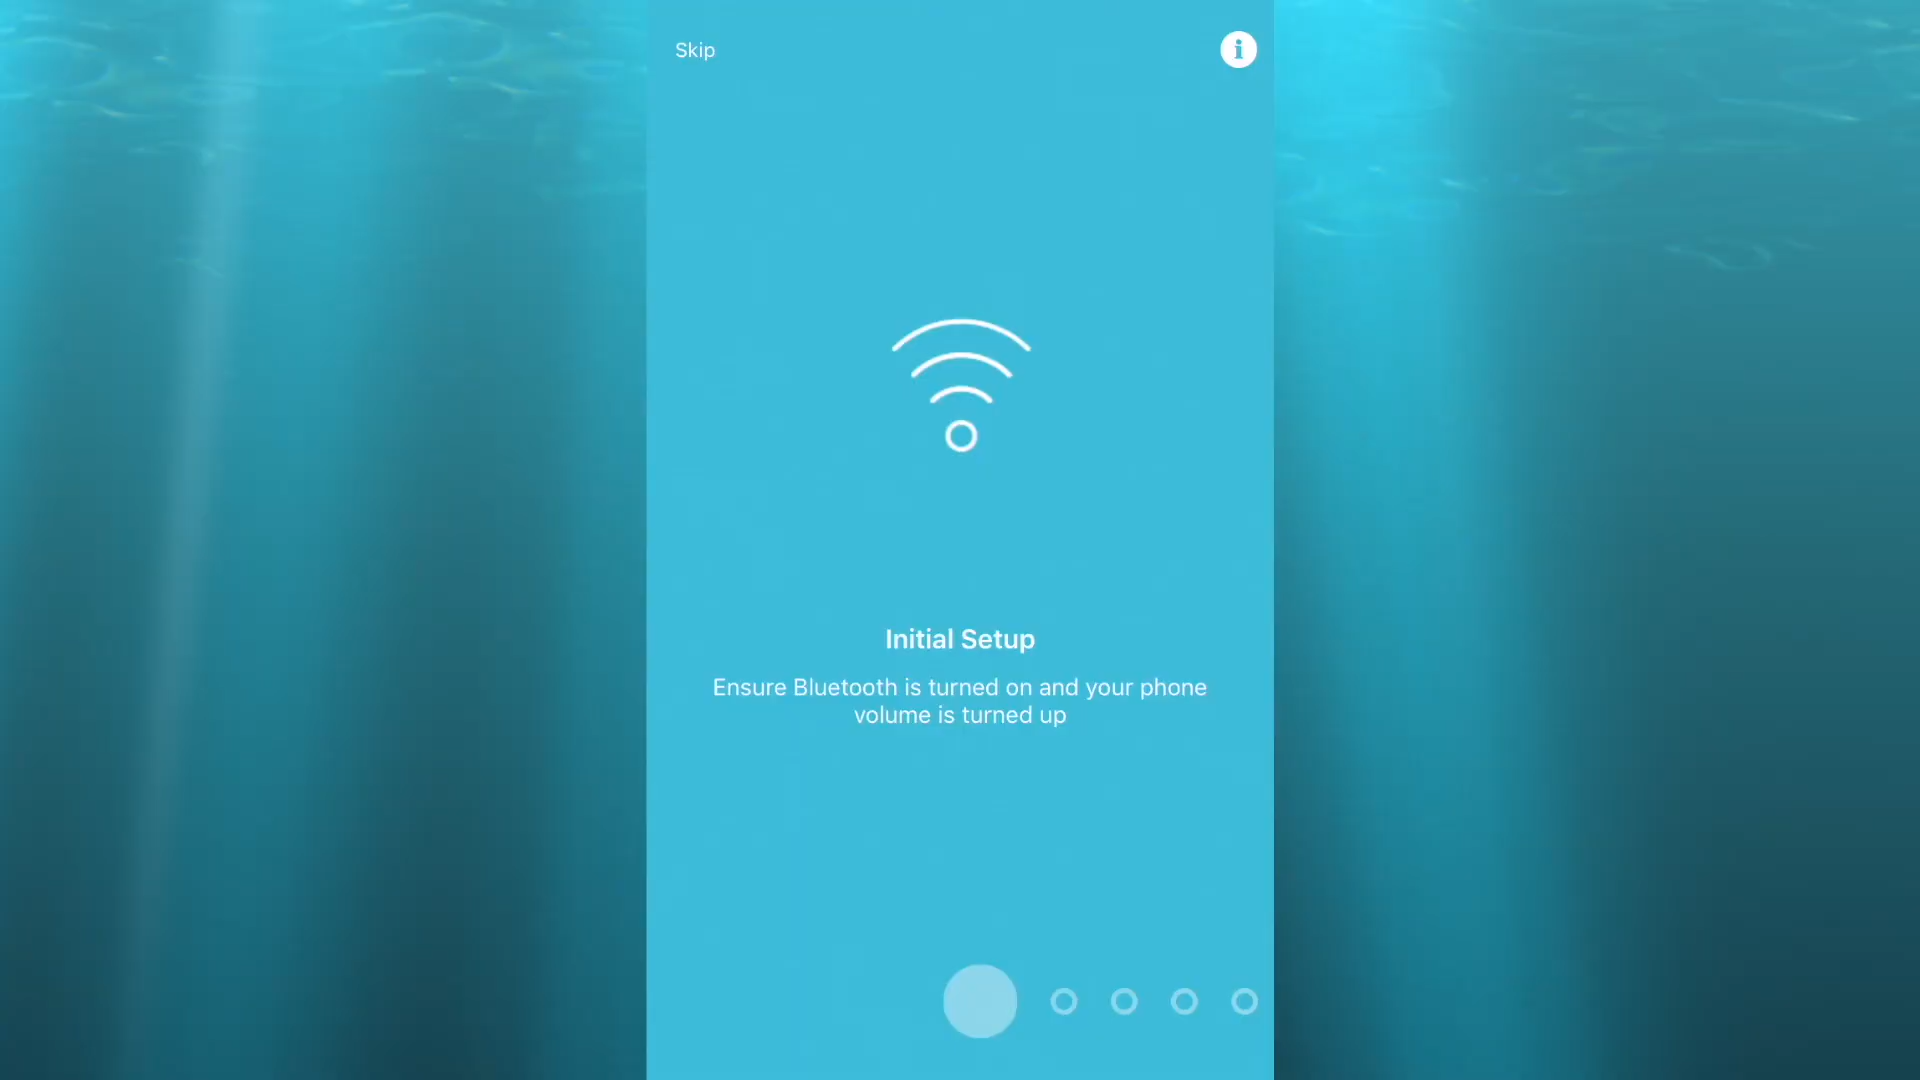 Skip
i
Initial Setup
Ensure Bluetooth is turned on and your phone
volume is turned up